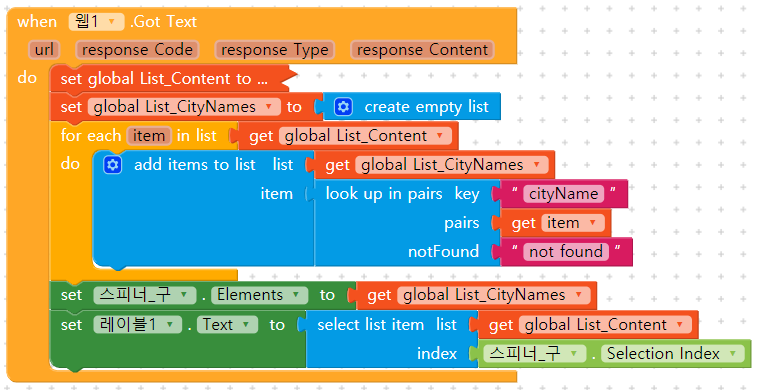 when 웹1 .Got Text
url response Code response Type response Content
do set global List_Content to ...
set global List_CityNames to create empty list
for each item in list get global List_Content
do add items to list list get global List_CityNames
item look up in pairs key " cityName "
pairs get item
notFound " not found "
set 스피너_구 . Elements to get global List_CityNames
set 레이블1 . Text to select list item list get global List_Content
index 스피너_구 . Selection Index